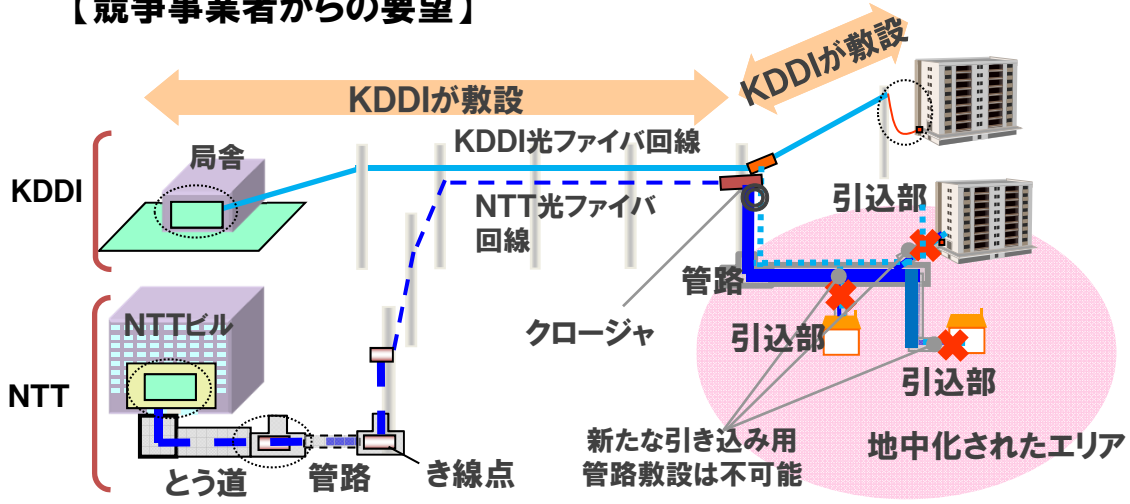 【競争事業者からの要望】
KDDIが敷設
KDDIが敷設
KDDI
局舎
KDDI光ファイバ回線
NTT光ファイバ
回線
引込部
管路
クロージャ
引込部
引込部
NTT
NTTビル
とう道
管路
き線点
新たな引き込み用
管路敷設は不可能
地中化されたエリア